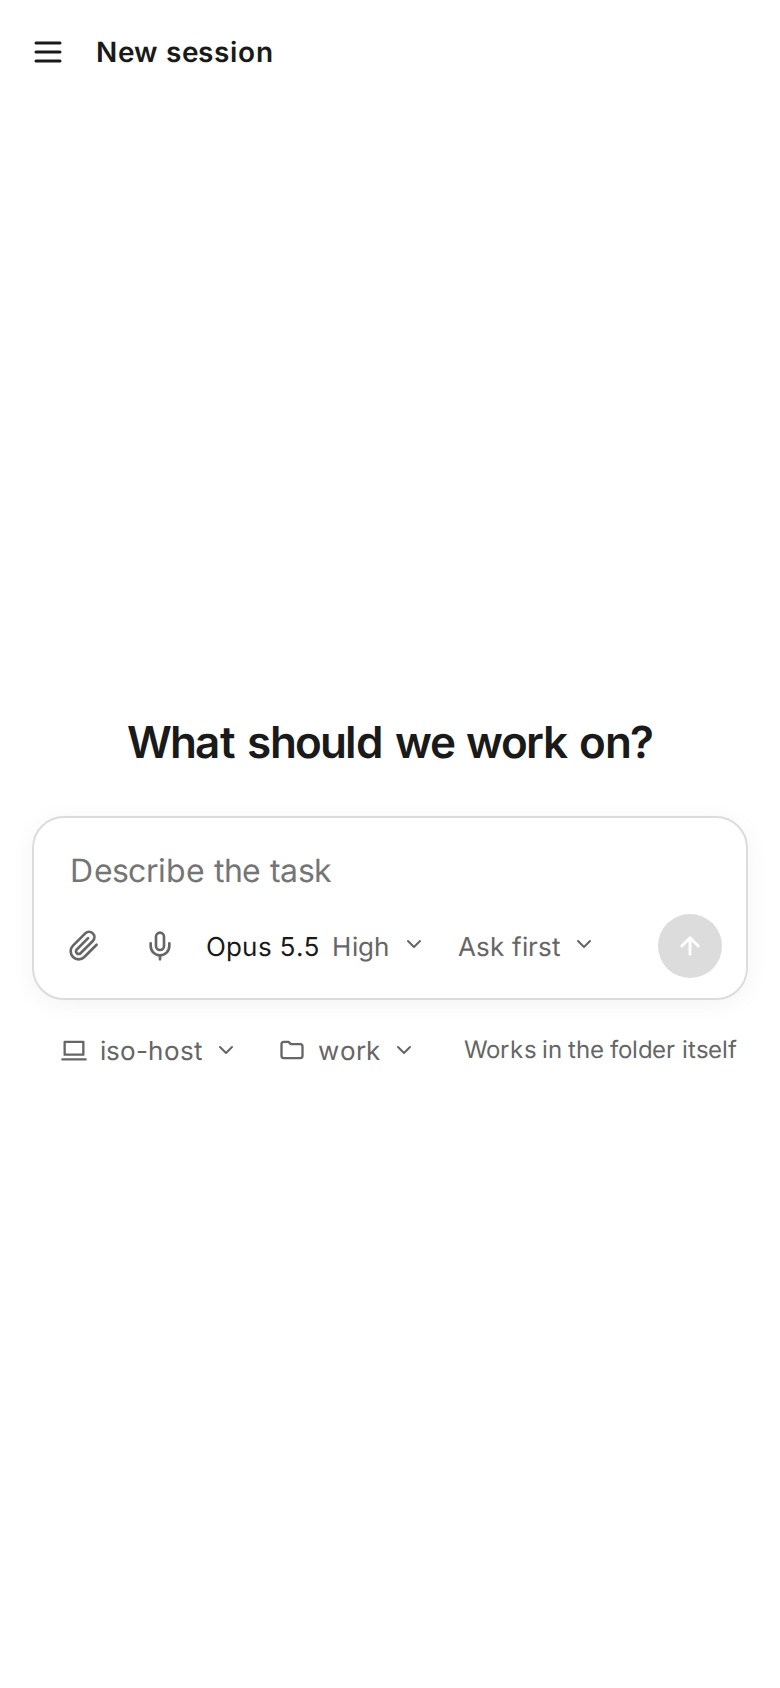 New session
What should we work on?
Describe the task
Opus 5.5 High Ask first
iso-host work Works in the folder itself